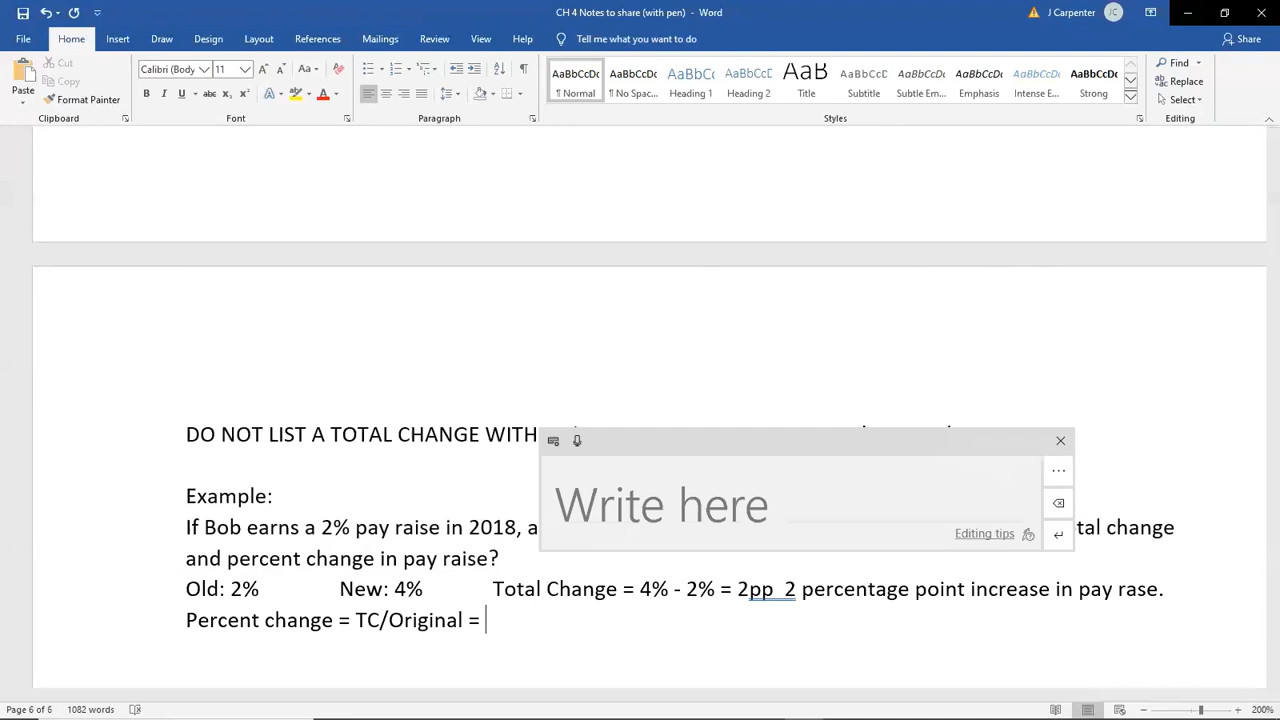 CH 4 Notes to share (with pen) - Word
J Carpenter JC
File Home Insert Draw Design Layout References Mailings Review View Help Tell me what you want to do Share
Paste
Cut
Copy
Format Painter
Clipboard
Calibri (Body 11
Font
Paragraph
AaBbCcDc AaBbCcDc AaBbCc AaBbCcD AaB AaBbCcD AaBbCcDc AaBbCcDc AaBbCcDc AaBbCcDc
¶ Normal ¶ No Spac... Heading 1 Heading 2 Title Subtitle Subtle Em... Emphasis Intense E... Strong
Styles
Find
Replace
Select
Editing
DO NOT LIST A TOTAL CHANGE WITH
Write here
Editing tips
Example:
If Bob earns a 2% pay raise in 2018, a tal change
and percent change in pay raise?
Old: 2% New: 4% Total Change = 4% - 2% = 2pp 2 percentage point increase in pay rase.
Percent change = TC/Original =
Page 6 of 6 1082 words 200%